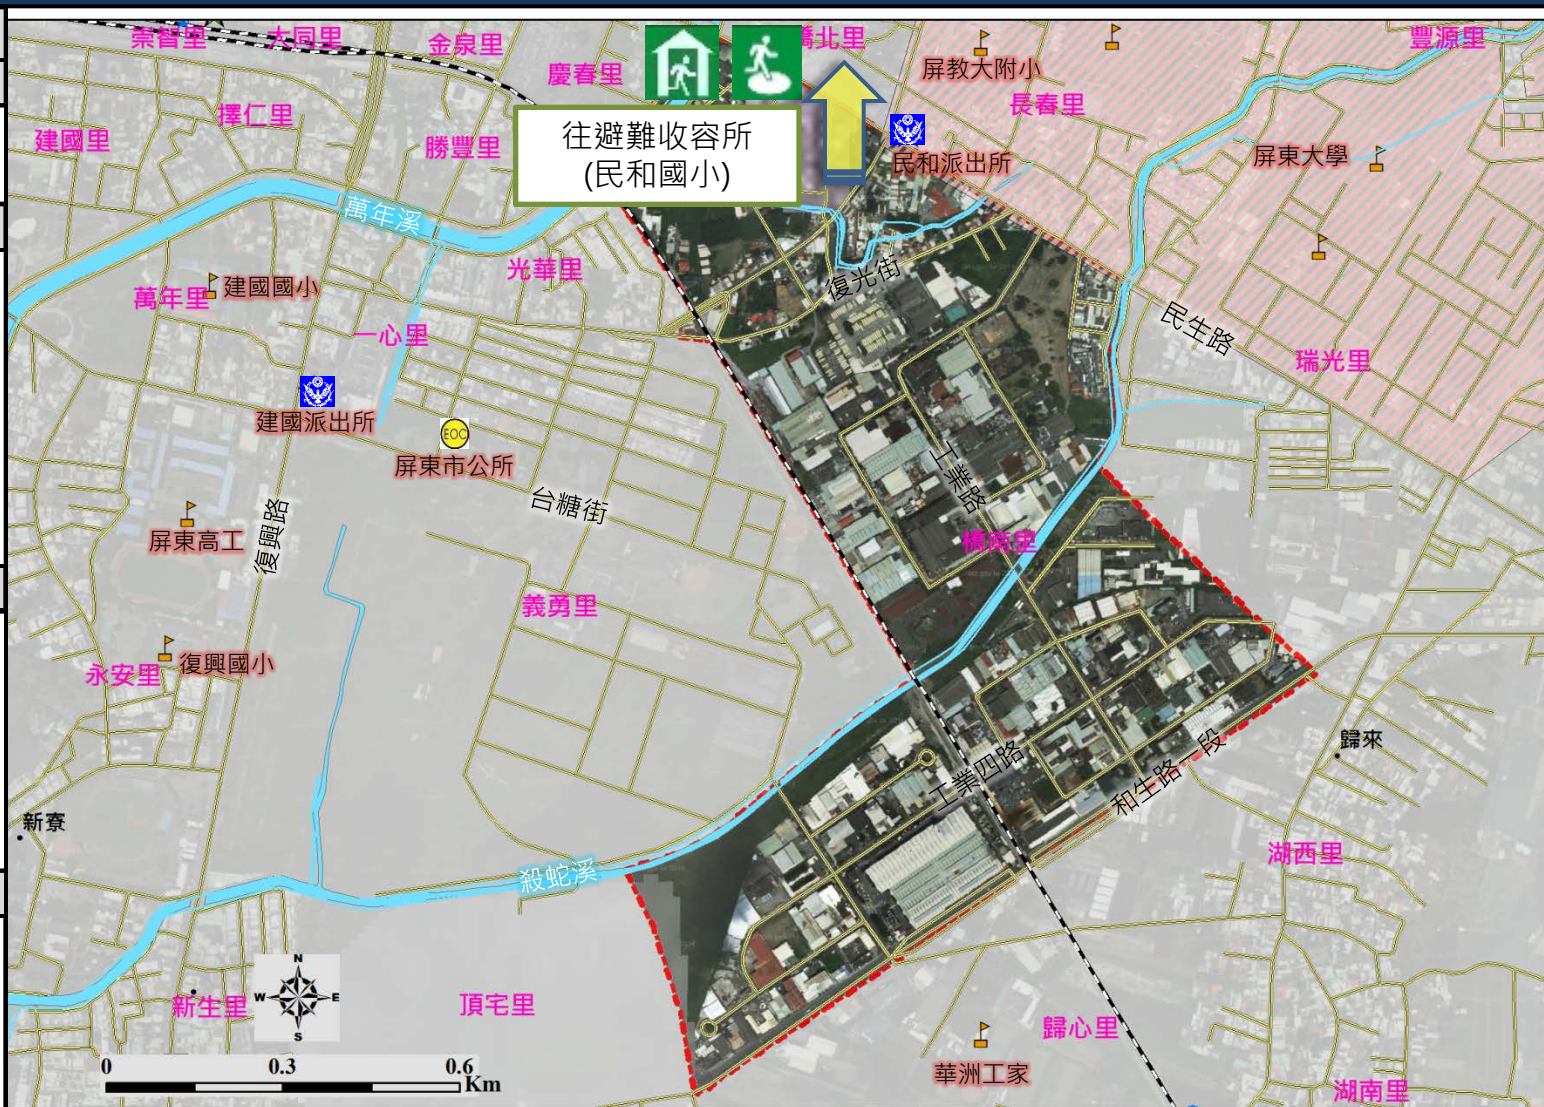 崇智里
大同里
金泉里
橋北里
豐源里
慶春里
屏教大附小
長春里
擇仁里
建國里
勝豐里
往避難收容所
(民和國小)
民和派出所
屏東大學
萬年溪
光華里
復光街
建國國小
萬年里
一心里
民生路
瑞光里
建國派出所
EOC
屏東市公所
工業路
台糖街
復興路
屏東高工
橋南里
義勇里
復興國小
永安里
歸來
工業四路
和生路一段
新寮
湖西里
殺蛇溪
新生里
頂宅里
歸心里
華洲工家
湖南里
N
W
E
S
0
0.3
0.6
Km